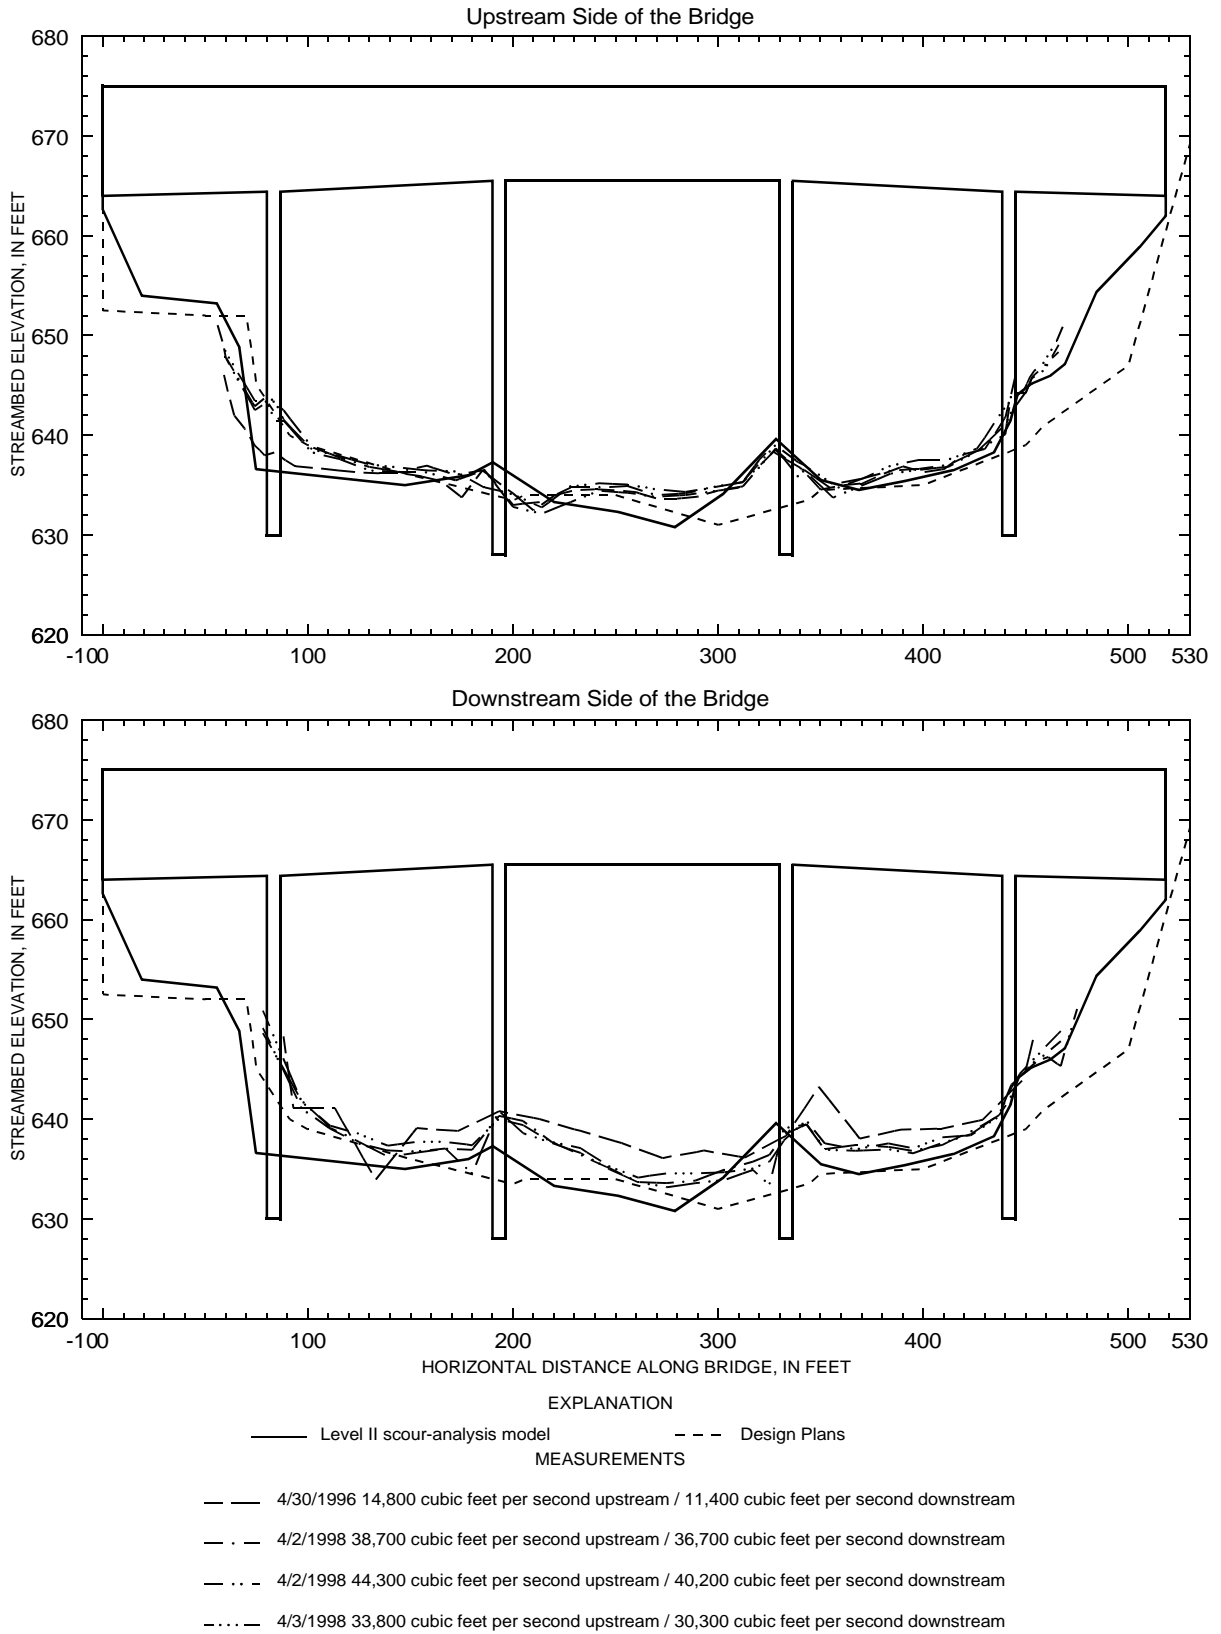 Upstream Side of the Bridge
680
670
660
650
640
630
620
STREAMBED ELEVATION, IN FEET
-100 100 200 300 400 500 530
Downstream Side of the Bridge
680
670
660
650
640
630
620
STREAMBED ELEVATION, IN FEET
-100 100 200 300 400 500 530
HORIZONTAL DISTANCE ALONG BRIDGE, IN FEET
EXPLANATION
Level II scour-analysis model Design Plans
MEASUREMENTS
4/30/1996 14,800 cubic feet per second upstream / 11,400 cubic feet per second downstream
4/2/1998 38,700 cubic feet per second upstream / 36,700 cubic feet per second downstream
4/2/1998 44,300 cubic feet per second upstream / 40,200 cubic feet per second downstream
4/3/1998 33,800 cubic feet per second upstream / 30,300 cubic feet per second downstream